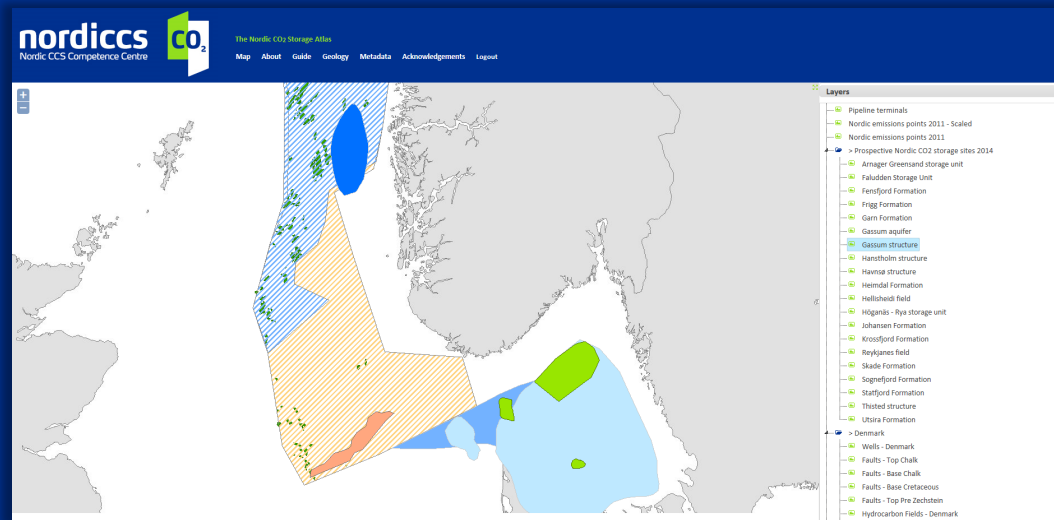 nordiccs
Nordic CCS Competence Centre
CO2
The Nordic CO2 Storage Atlas
Map About Guide Geology Metadata Acknowledgements Logout
+
−
Layers
Pipeline terminals
Nordic emissions points 2011 - Scaled
Nordic emissions points 2011
> Prospective Nordic CO2 storage sites 2014
Arnager Greensand storage unit
Faludden Storage Unit
Fensfjord Formation
Frigg Formation
Garn Formation
Gassum aquifer
Gassum structure
Hanstholm structure
Havnsø structure
Heimdal Formation
Hellisheidi field
Höganäs - Rya storage unit
Johansen Formation
Krossfjord Formation
Reykjanes field
Skade Formation
Sognefjord Formation
Statfjord Formation
Thisted structure
Utsira Formation
> Denmark
Wells - Denmark
Faults - Top Chalk
Faults - Base Chalk
Faults - Base Cretaceous
Faults - Top Pre Zechstein
Hydrocarbon Fields - Denmark